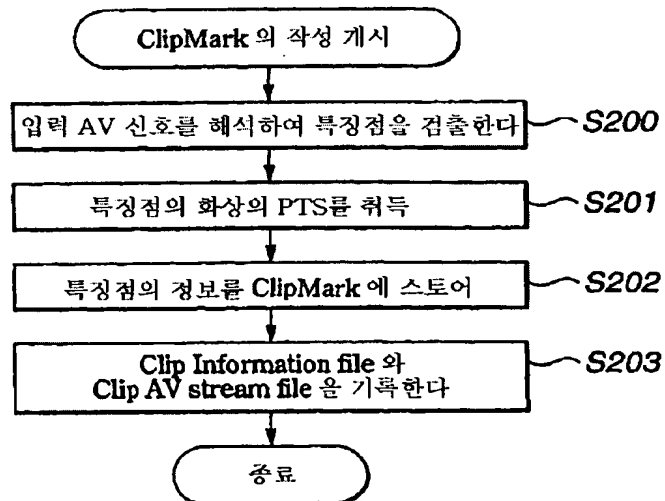 ClipMark 의 작성 개시
입력 AV 신호를 해석하여 특징점을 검출한다
S200
특징점의 화상의 PTS를 취득
S201
특징점의 정보를 ClipMark 에 스토어
S202
Clip Information file 와
Clip AV stream file 을 기록한다
S203
종료